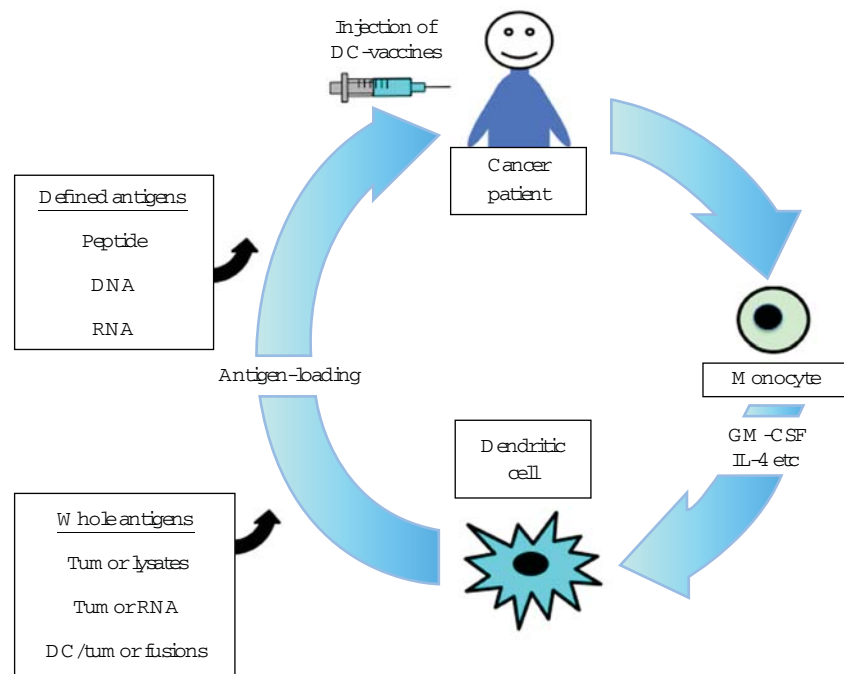 Injection of
DC-vaccines
Cancer
patient
Defined antigens
Peptide
DNA
RNA
Antigen-loading
Monocyte
GM-CSF
IL-4 etc
Dendritic
cell
Whole antigens
Tumor lysates
Tumor RNA
DC/tumor fusions